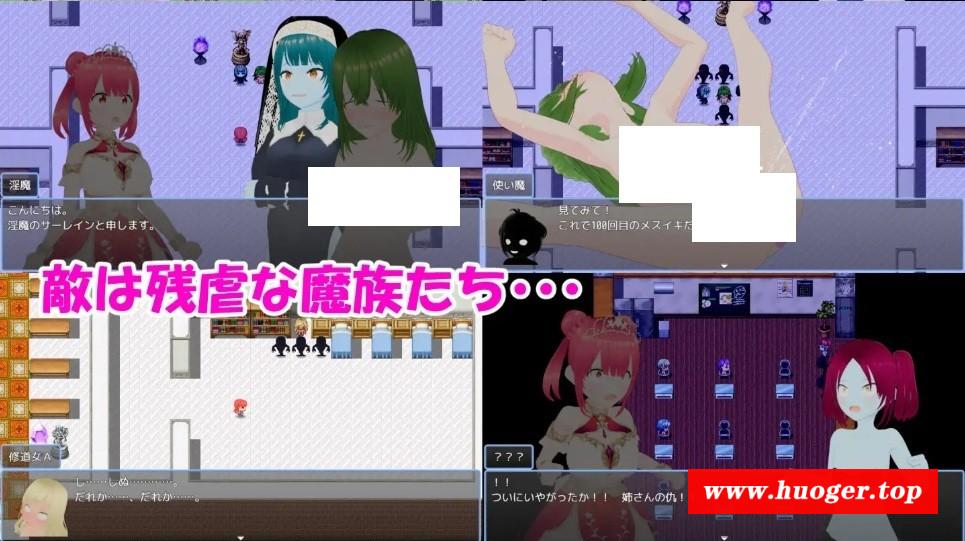 淫魔
こんにちは。
淫魔のサーレインと申します。
使い魔
見てみて！
これで100回目のメスイキだ
敵は残虐な魔族たち･･･
修道女A
し……しぬ…………。
だれか……、だれか……。
？？？
！！
ついにいやがったか！！　姉さんの仇！
www.huoger.top